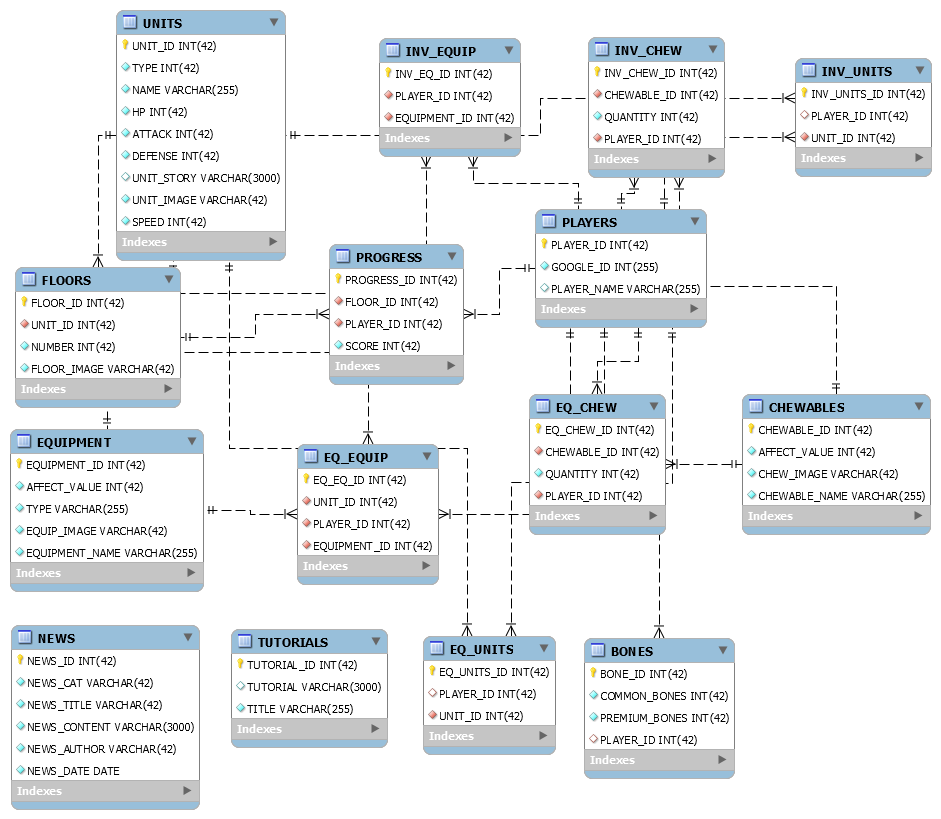 UNITS
UNIT_ID INT(42)
TYPE INT(42)
NAME VARCHAR(255)
HP INT(42)
ATTACK INT(42)
DEFENSE INT(42)
UNIT_STORY VARCHAR(3000)
UNIT_IMAGE VARCHAR(42)
SPEED INT(42)
Indexes
INV_EQUIP
INV_EQ_ID INT(42)
PLAYER_ID INT(42)
EQUIPMENT_ID INT(42)
Indexes
INV_CHEW
INV_CHEW_ID INT(42)
CHEWABLE_ID INT(42)
QUANTITY INT(42)
PLAYER_ID INT(42)
Indexes
INV_UNITS
INV_UNITS_ID INT(42)
PLAYER_ID INT(42)
UNIT_ID INT(42)
Indexes
PLAYERS
PLAYER_ID INT(42)
GOOGLE_ID INT(255)
PLAYER_NAME VARCHAR(255)
Indexes
PROGRESS
PROGRESS_ID INT(42)
FLOOR_ID INT(42)
PLAYER_ID INT(42)
SCORE INT(42)
Indexes
FLOORS
FLOOR_ID INT(42)
UNIT_ID INT(42)
NUMBER INT(42)
FLOOR_IMAGE VARCHAR(42)
Indexes
EQUIPMENT
EQUIPMENT_ID INT(42)
AFFECT_VALUE INT(42)
TYPE VARCHAR(255)
EQUIP_IMAGE VARCHAR(42)
EQUIPMENT_NAME VARCHAR(255)
Indexes
EQ_EQUIP
EQ_EQ_ID INT(42)
UNIT_ID INT(42)
PLAYER_ID INT(42)
EQUIPMENT_ID INT(42)
Indexes
EQ_CHEW
EQ_CHEW_ID INT(42)
CHEWABLE_ID INT(42)
QUANTITY INT(42)
PLAYER_ID INT(42)
Indexes
CHEWABLES
CHEWABLE_ID INT(42)
AFFECT_VALUE INT(42)
CHEW_IMAGE VARCHAR(42)
CHEWABLE_NAME VARCHAR(255)
Indexes
NEWS
NEWS_ID INT(42)
NEWS_CAT VARCHAR(42)
NEWS_TITLE VARCHAR(42)
NEWS_CONTENT VARCHAR(3000)
NEWS_AUTHOR VARCHAR(42)
NEWS_DATE DATE
Indexes
TUTORIALS
TUTORIAL_ID INT(42)
TUTORIAL VARCHAR(3000)
TITLE VARCHAR(255)
Indexes
EQ_UNITS
EQ_UNITS_ID INT(42)
PLAYER_ID INT(42)
UNIT_ID INT(42)
Indexes
BONES
BONE_ID INT(42)
COMMON_BONES INT(42)
PREMIUM_BONES INT(42)
PLAYER_ID INT(42)
Indexes